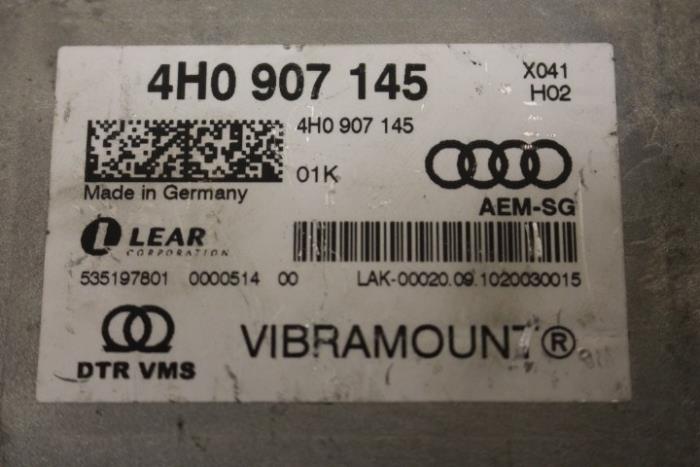 4H0 907 145
X041
H02
4H0 907 145
01K
Made in Germany
AEM-SG
LEAR
CORPORATION
535197801 0000514 00
LAK-00020.09.1020030015
DTR VMS
VIBRAMOUNT®